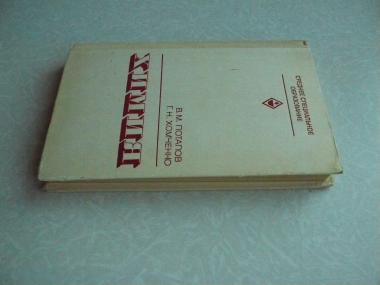 СРЕДНЕЕ СПЕЦИАЛЬНОЕ
ОБРАЗОВАНИЕ
В.М. ПОТАПОВ
Г.Н. ХОМЧЕНКО
ХИМИЯ